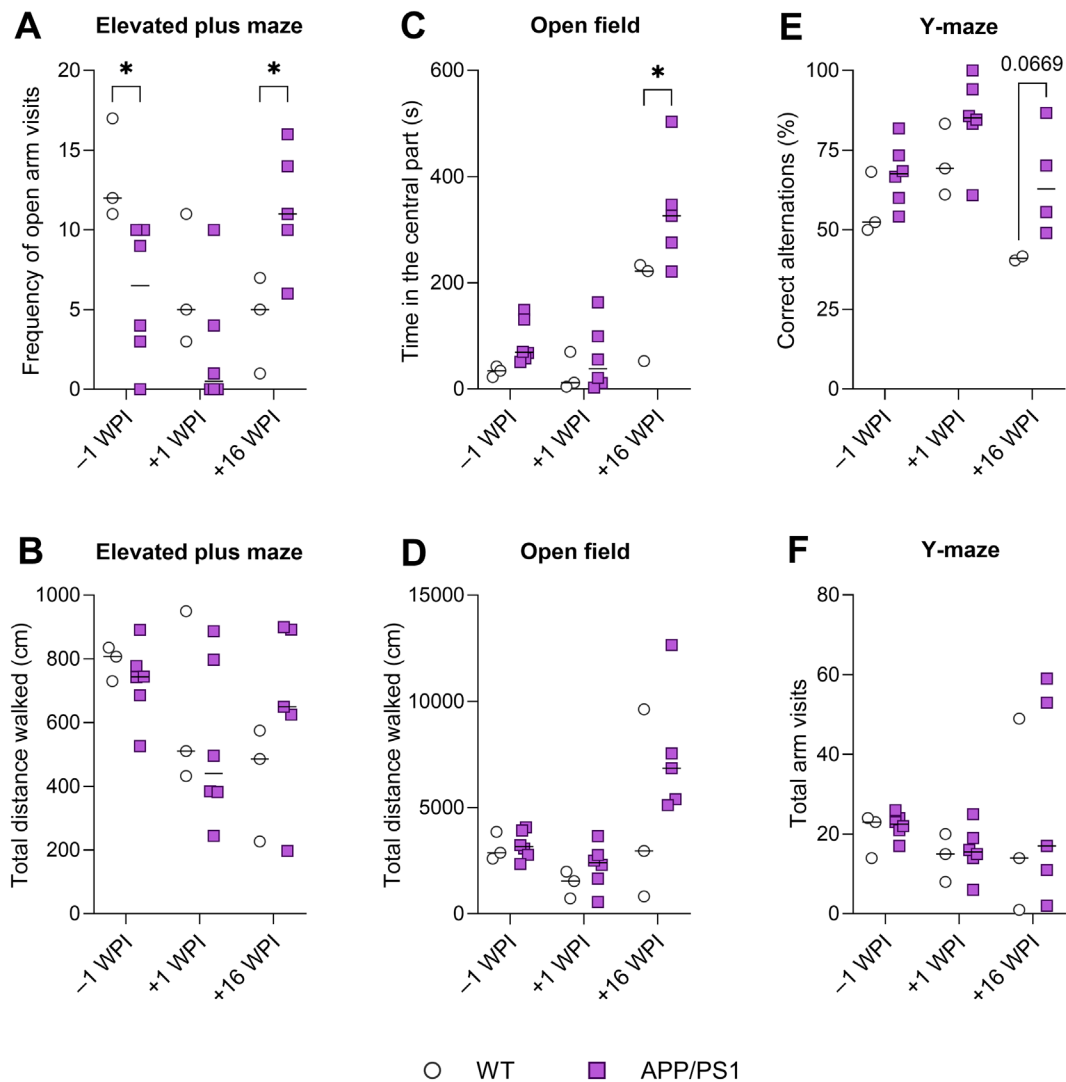 A
Elevated plus maze
Frequency of open arm visits
20
15
10
5
0
*
*
–1 WPI
+1 WPI
+16 WPI
C
Open field
Time in the central part (s)
600
400
200
0
*
–1 WPI
+1 WPI
+16 WPI
E
Y-maze
Correct alternations (%)
100
75
50
25
0
0.0669
–1 WPI
+1 WPI
+16 WPI
B
Elevated plus maze
Total distance walked (cm)
1000
800
600
400
200
0
–1 WPI
+1 WPI
+16 WPI
D
Open field
Total distance walked (cm)
15000
10000
5000
0
–1 WPI
+1 WPI
+16 WPI
F
Y-maze
Total arm visits
80
60
40
20
0
–1 WPI
+1 WPI
+16 WPI
WT
APP/PS1